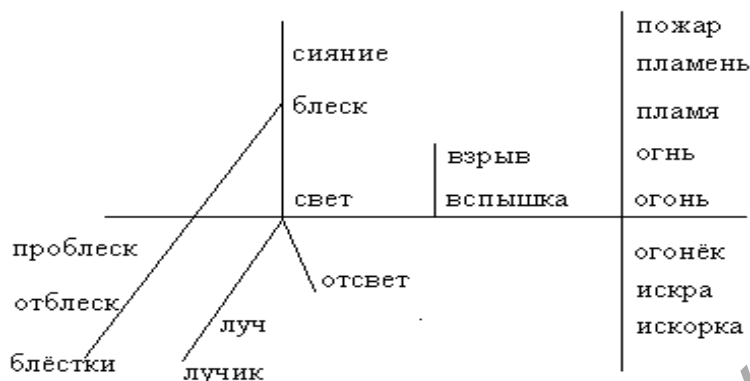 пожар
сияние
пламень
блеск
пламя
взрыв
огнь
свет
вспышка
огонь
проблеск
огонёк
отсвет
отблеск
искра
луч
искорка
блёстки
лучик